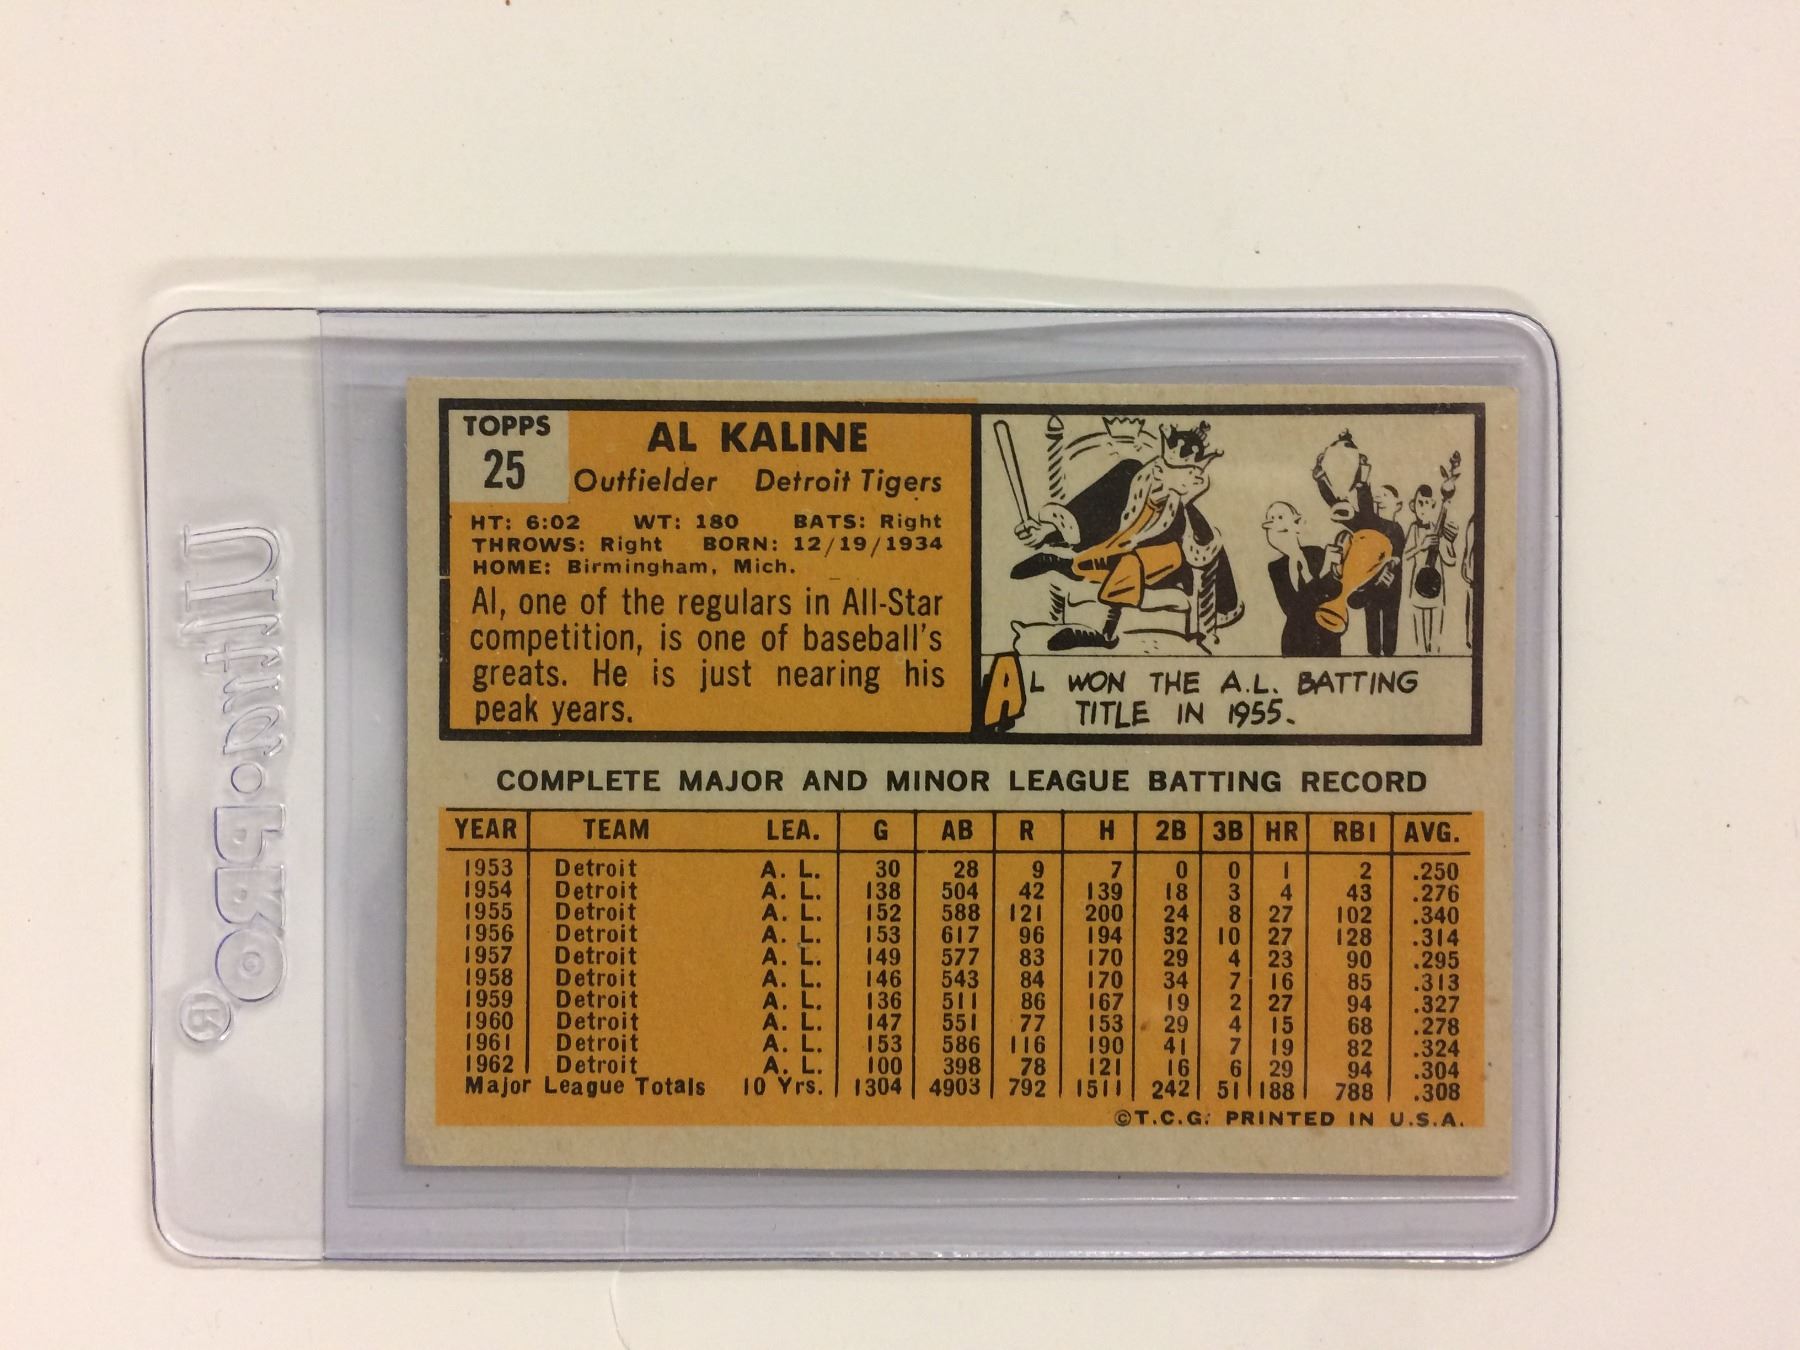 TOPPS
25
AL KALINE
Outfielder Detroit Tigers
HT: 6:02 WT: 180 BATS: Right
THROWS: Right BORN: 12/19/1934
HOME: Birmingham, Mich.
Al, one of the regulars in All-Star
competition, is one of baseball's
greats. He is just nearing his
peak years.
AL WON THE A.L. BATTING
TITLE IN 1955.
COMPLETE MAJOR AND MINOR LEAGUE BATTING RECORD
YEAR TEAM LEA. G AB R H 2B 3B HR RBI AVG.
1953 Detroit A. L. 30 28 9 7 0 0 1 2 .250
1954 Detroit A. L. 138 504 42 139 18 3 4 43 .276
1955 Detroit A. L. 152 588 121 200 24 8 27 102 .340
1956 Detroit A. L. 153 617 96 194 32 10 27 128 .314
1957 Detroit A. L. 149 577 83 170 29 4 23 90 .295
1958 Detroit A. L. 146 543 84 170 34 7 16 85 .313
1959 Detroit A. L. 136 511 86 167 19 2 27 94 .327
1960 Detroit A. L. 147 551 77 153 29 4 15 68 .278
1961 Detroit A. L. 153 586 116 190 41 7 19 82 .324
1962 Detroit A. L. 100 398 78 121 16 6 29 94 .304
Major League Totals 10 Yrs. 1304 4903 792 1511 242 51 188 788 .308
©T.C.G. PRINTED IN U.S.A.
Ultra·PRO®